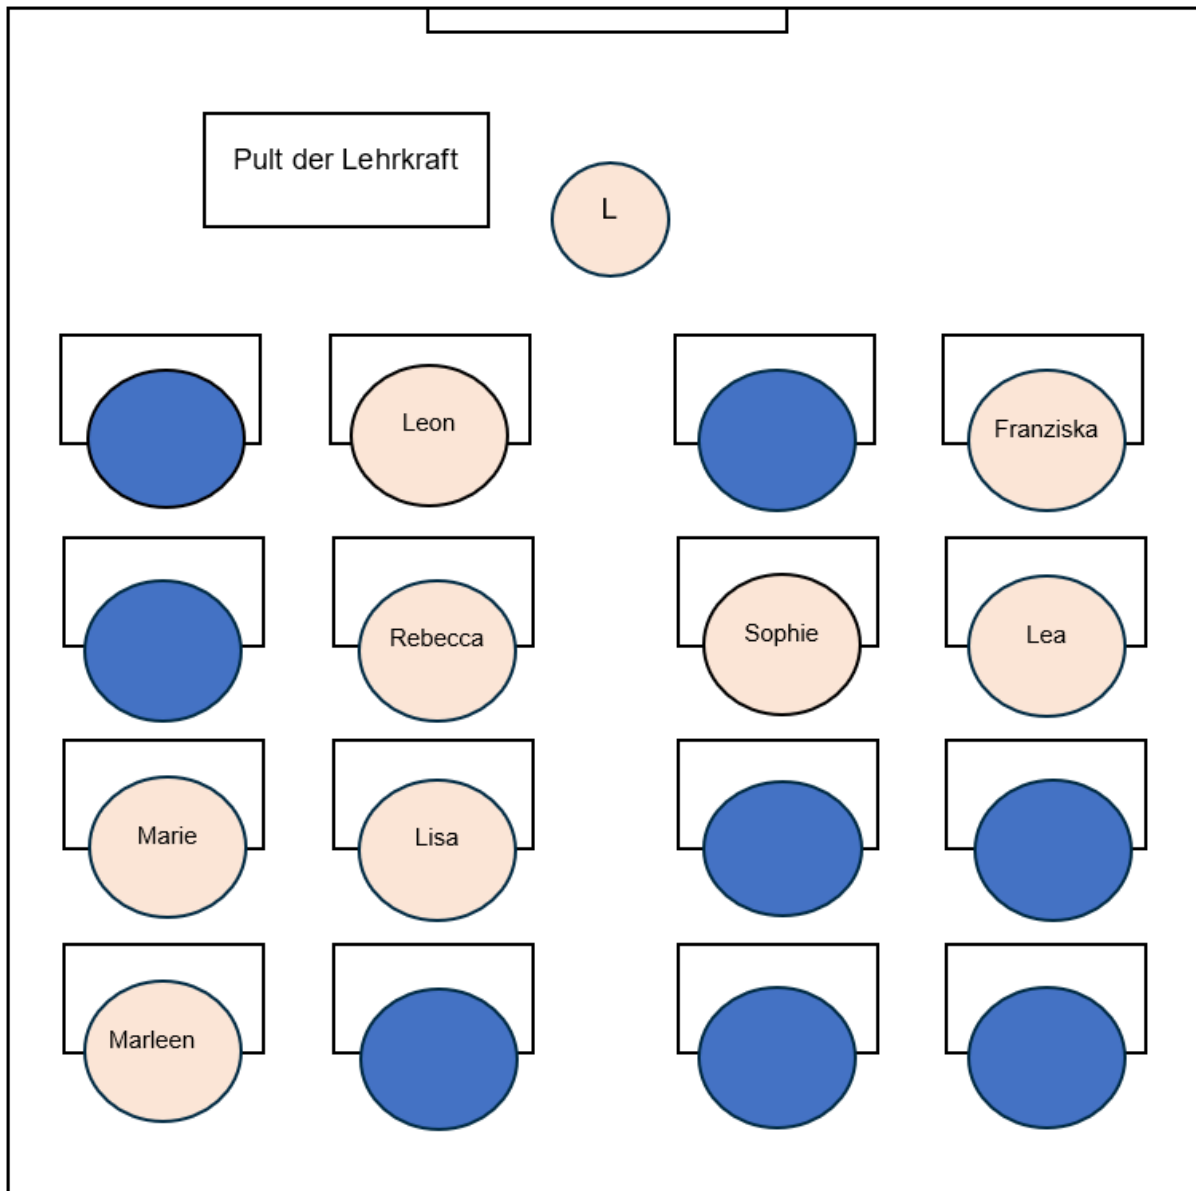 Pult der Lehrkraft
L
Leon
Franziska
Rebecca
Sophie
Lea
Marie
Lisa
Marleen